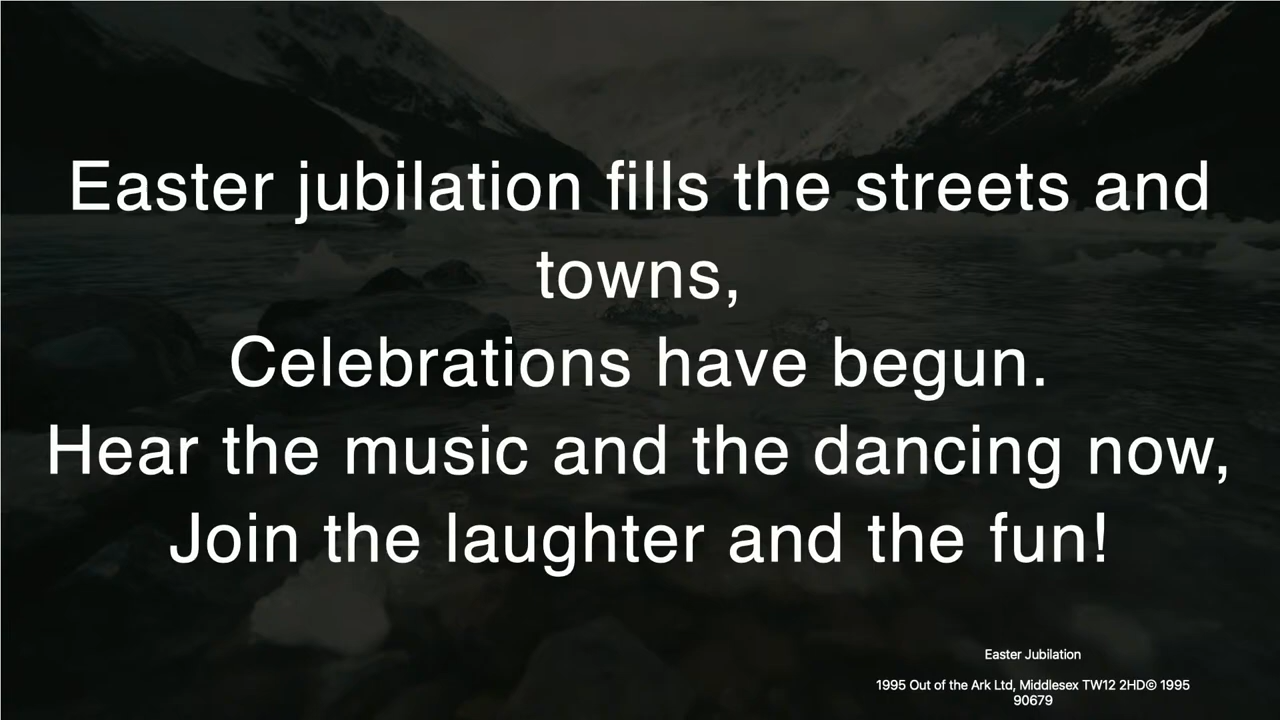 Easter jubilation fills the streets and
towns,
Celebrations have begun.
Hear the music and the dancing now,
Join the laughter and the fun!
Easter Jubilation
1995 Out of the Ark Ltd, Middlesex TW12 2HD© 1995
90679